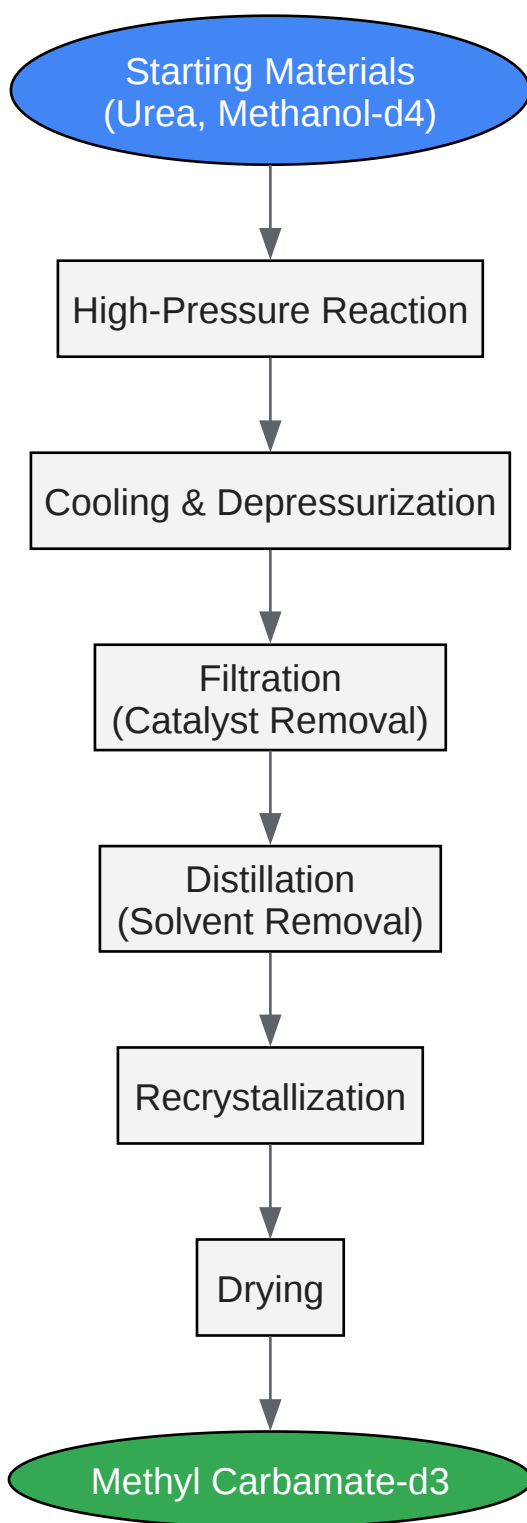 Starting Materials
(Urea, Methanol-d4)
High-Pressure Reaction
Cooling & Depressurization
Filtration
(Catalyst Removal)
Distillation
(Solvent Removal)
Recrystallization
Drying
Methyl Carbamate-d3